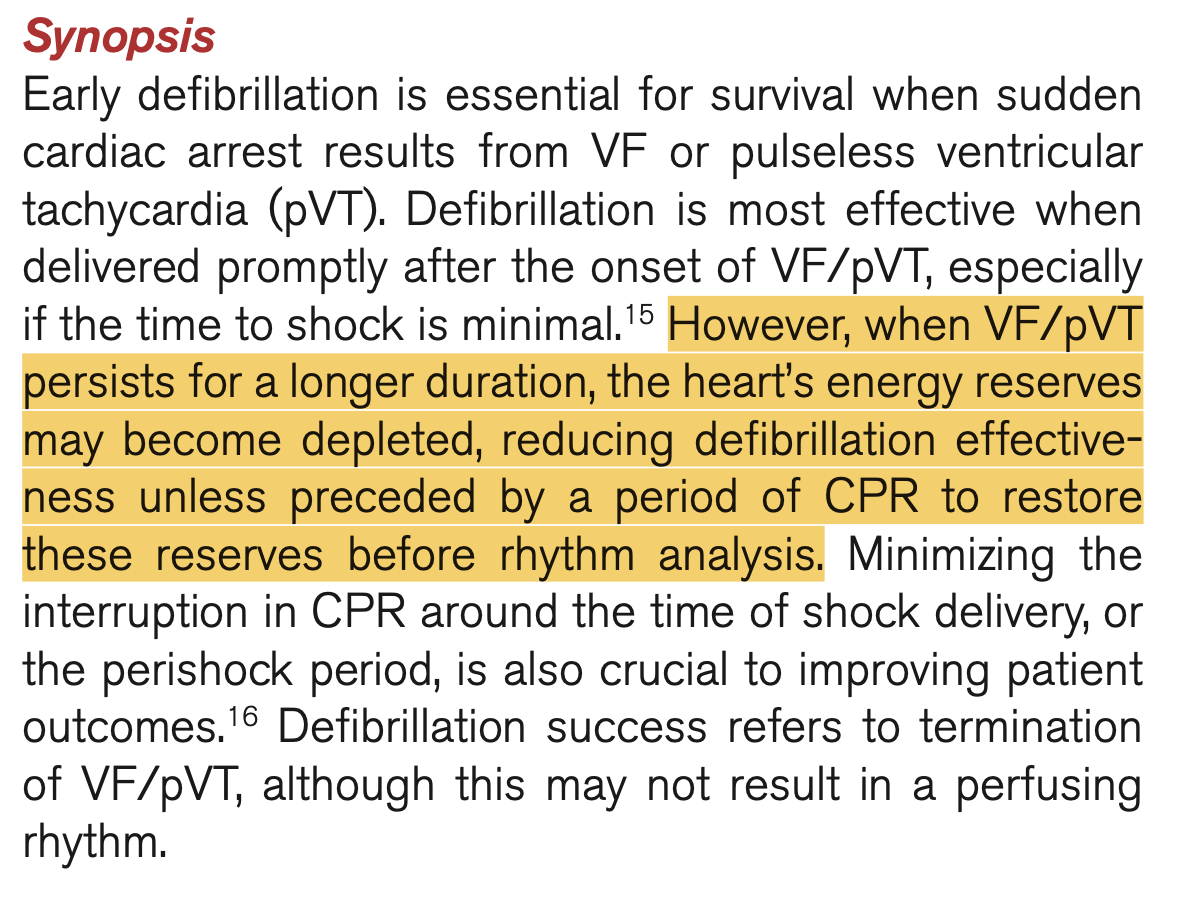 Synopsis
Early defibrillation is essential for survival when sudden
cardiac arrest results from VF or pulseless ventricular
tachycardia (pVT). Defibrillation is most effective when
delivered promptly after the onset of VF/pVT, especially
if the time to shock is minimal.¹⁵ However, when VF/pVT
persists for a longer duration, the heart’s energy reserves
may become depleted, reducing defibrillation effective-
ness unless preceded by a period of CPR to restore
these reserves before rhythm analysis. Minimizing the
interruption in CPR around the time of shock delivery, or
the perishock period, is also crucial to improving patient
outcomes.¹⁶ Defibrillation success refers to termination
of VF/pVT, although this may not result in a perfusing
rhythm.